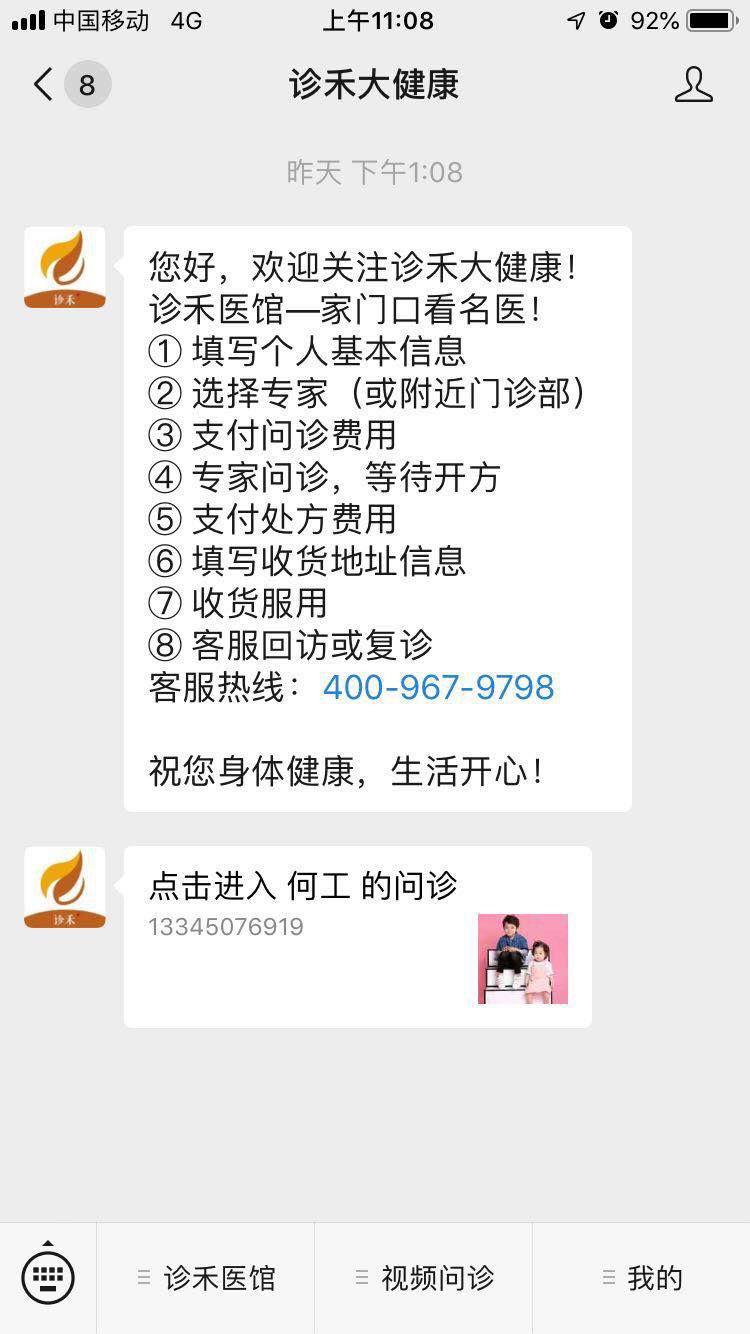 中国移动 4G 上午11:08 92%
8 诊禾大健康
昨天 下午1:08
诊禾
您好，欢迎关注诊禾大健康！
诊禾医馆—家门口看名医！
① 填写个人基本信息
② 选择专家（或附近门诊部）
③ 支付问诊费用
④ 专家问诊，等待开方
⑤ 支付处方费用
⑥ 填写收货地址信息
⑦ 收货服用
⑧ 客服回访或复诊
客服热线： 400-967-9798
祝您身体健康，生活开心！
诊禾
点击进入 何工 的问诊
13345076919
诊禾医馆 视频问诊 我的